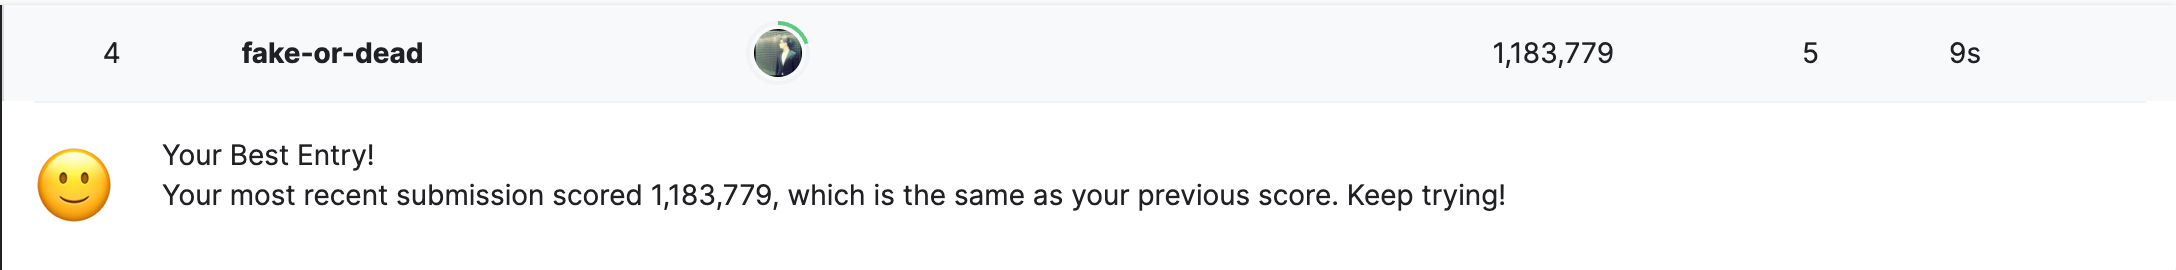 4 fake-or-dead 1,183,779 5 9s
Your Best Entry!
Your most recent submission scored 1,183,779, which is the same as your previous score. Keep trying!